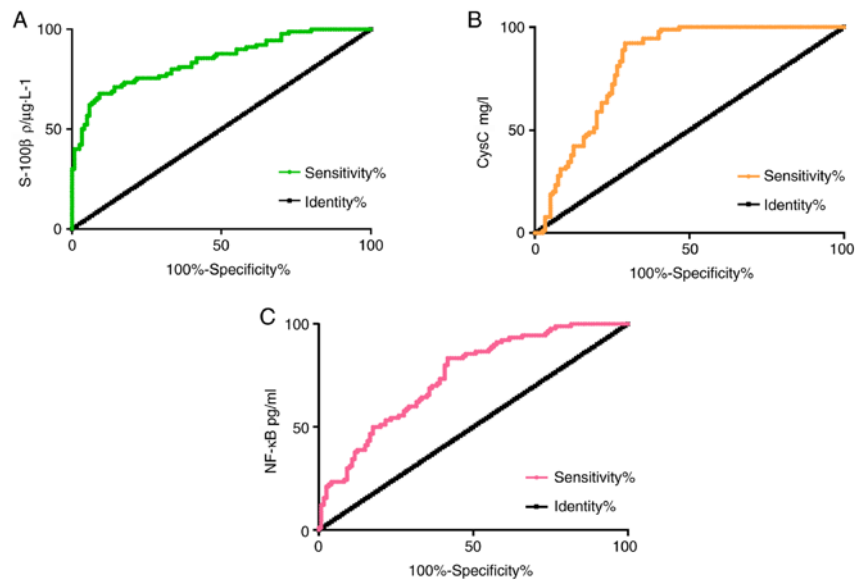 A
100
50
0
0
50
100
S-100β ρ/μg·L-1
Sensitivity%
Identity%
100%-Specificity%
B
100
50
0
0
50
100
CysC mg/l
Sensitivity%
Identity%
100%-Specificity%
C
100
50
0
0
50
100
NF-κB pg/ml
Sensitivity%
Identity%
100%-Specificity%